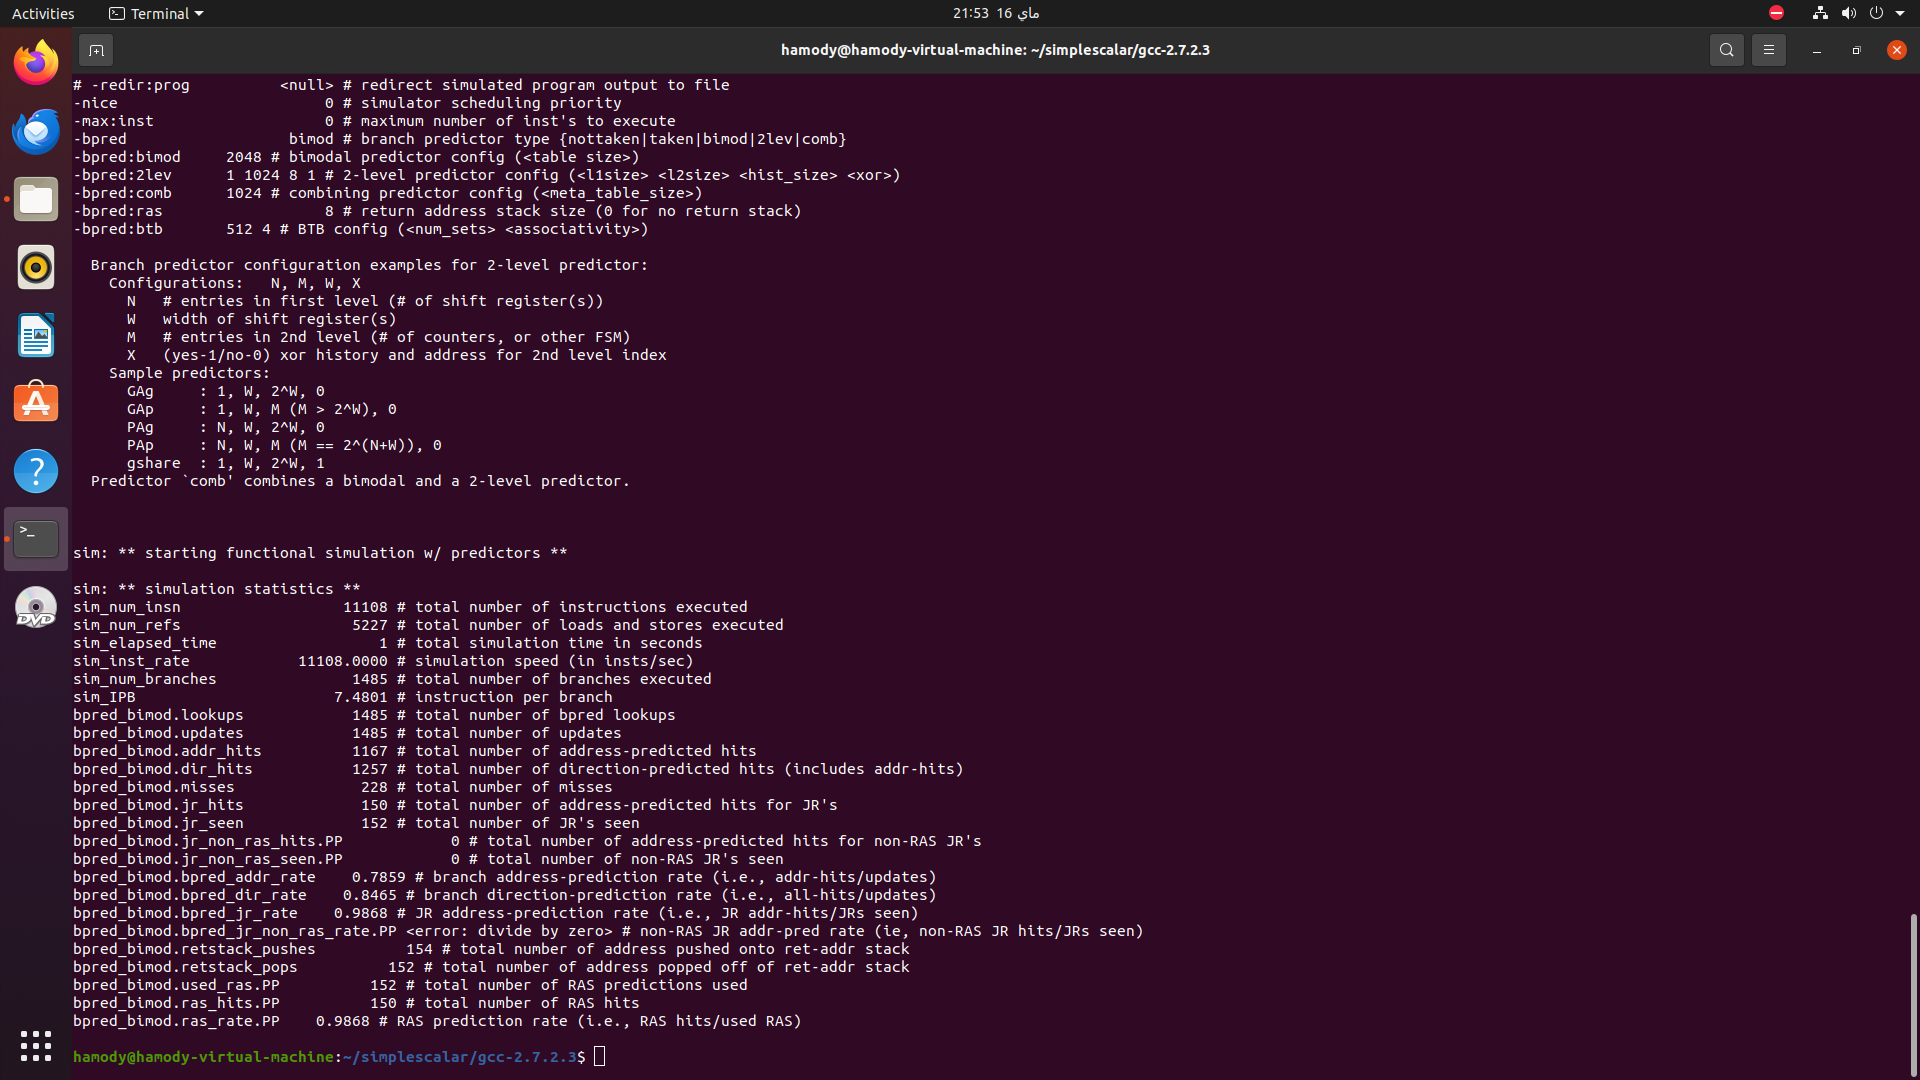 Activities
Terminal
21:53 16 ماي
hamody@hamody-virtual-machine: ~/simplescalar/gcc-2.7.2.3
# -redir:prog          <null> # redirect simulated program output to file
-nice                       0 # simulator scheduling priority
-max:inst                   0 # maximum number of inst's to execute
-bpred                  bimod # branch predictor type {nottaken|taken|bimod|2lev|comb}
-bpred:bimod     2048 # bimodal predictor config (<table size>)
-bpred:2lev      1 1024 8 1 # 2-level predictor config (<l1size> <l2size> <hist_size> <xor>)
-bpred:comb      1024 # combining predictor config (<meta_table_size>)
-bpred:ras                  8 # return address stack size (0 for no return stack)
-bpred:btb       512 4 # BTB config (<num_sets> <associativity>)
  Branch predictor configuration examples for 2-level predictor:
    Configurations:   N, M, W, X
      N   # entries in first level (# of shift register(s))
      W   width of shift register(s)
      M   # entries in 2nd level (# of counters, or other FSM)
      X   (yes-1/no-0) xor history and address for 2nd level index
    Sample predictors:
      GAg     : 1, W, 2^W, 0
      GAp     : 1, W, M (M > 2^W), 0
      PAg     : N, W, 2^W, 0
      PAp     : N, W, M (M == 2^(N+W)), 0
      gshare  : 1, W, 2^W, 1
  Predictor `comb' combines a bimodal and a 2-level predictor.
sim: ** starting functional simulation w/ predictors **
sim: ** simulation statistics **
sim_num_insn                  11108 # total number of instructions executed
sim_num_refs                   5227 # total number of loads and stores executed
sim_elapsed_time                  1 # total simulation time in seconds
sim_inst_rate            11108.0000 # simulation speed (in insts/sec)
sim_num_branches               1485 # total number of branches executed
sim_IPB                      7.4801 # instruction per branch
bpred_bimod.lookups            1485 # total number of bpred lookups
bpred_bimod.updates            1485 # total number of updates
bpred_bimod.addr_hits          1167 # total number of address-predicted hits
bpred_bimod.dir_hits           1257 # total number of direction-predicted hits (includes addr-hits)
bpred_bimod.misses              228 # total number of misses
bpred_bimod.jr_hits             150 # total number of address-predicted hits for JR's
bpred_bimod.jr_seen             152 # total number of JR's seen
bpred_bimod.jr_non_ras_hits.PP            0 # total number of address-predicted hits for non-RAS JR's
bpred_bimod.jr_non_ras_seen.PP            0 # total number of non-RAS JR's seen
bpred_bimod.bpred_addr_rate    0.7859 # branch address-prediction rate (i.e., addr-hits/updates)
bpred_bimod.bpred_dir_rate    0.8465 # branch direction-prediction rate (i.e., all-hits/updates)
bpred_bimod.bpred_jr_rate    0.9868 # JR address-prediction rate (i.e., JR addr-hits/JRs seen)
bpred_bimod.bpred_jr_non_ras_rate.PP <error: divide by zero> # non-RAS JR addr-pred rate (ie, non-RAS JR hits/JRs seen)
bpred_bimod.retstack_pushes          154 # total number of address pushed onto ret-addr stack
bpred_bimod.retstack_pops          152 # total number of address popped off of ret-addr stack
bpred_bimod.used_ras.PP          152 # total number of RAS predictions used
bpred_bimod.ras_hits.PP          150 # total number of RAS hits
bpred_bimod.ras_rate.PP    0.9868 # RAS prediction rate (i.e., RAS hits/used RAS)
hamody@hamody-virtual-machine:~/simplescalar/gcc-2.7.2.3$
DVD